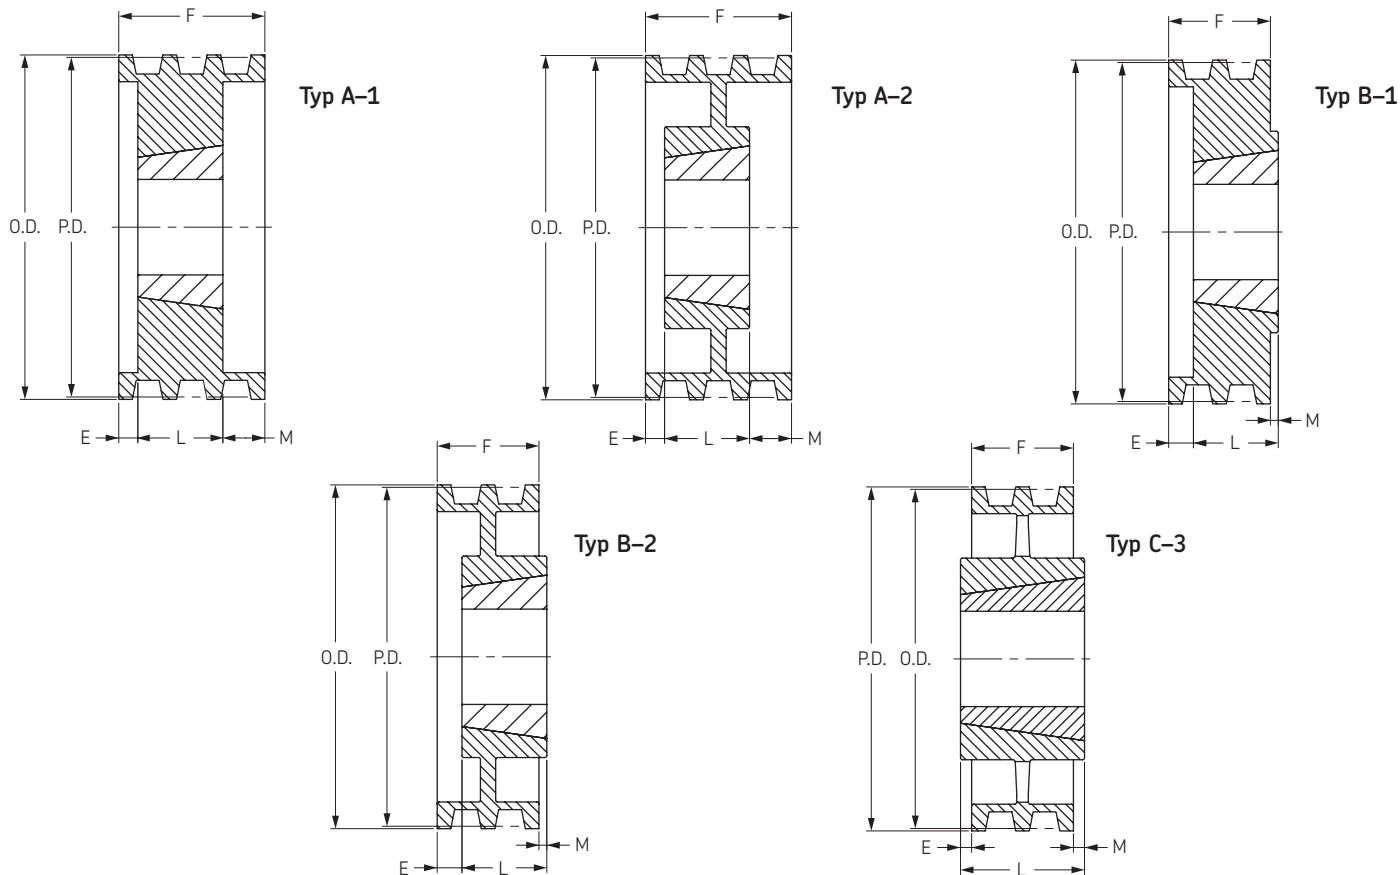 F
Typ A–1
O.D.
P.D.
E
L
M
F
Typ A–2
O.D.
P.D.
E
L
M
F
Typ B–1
O.D.
P.D.
E
L
M
F
Typ B–2
O.D.
P.D.
E
L
M
F
Typ C–3
P.D.
O.D.
E
L
M